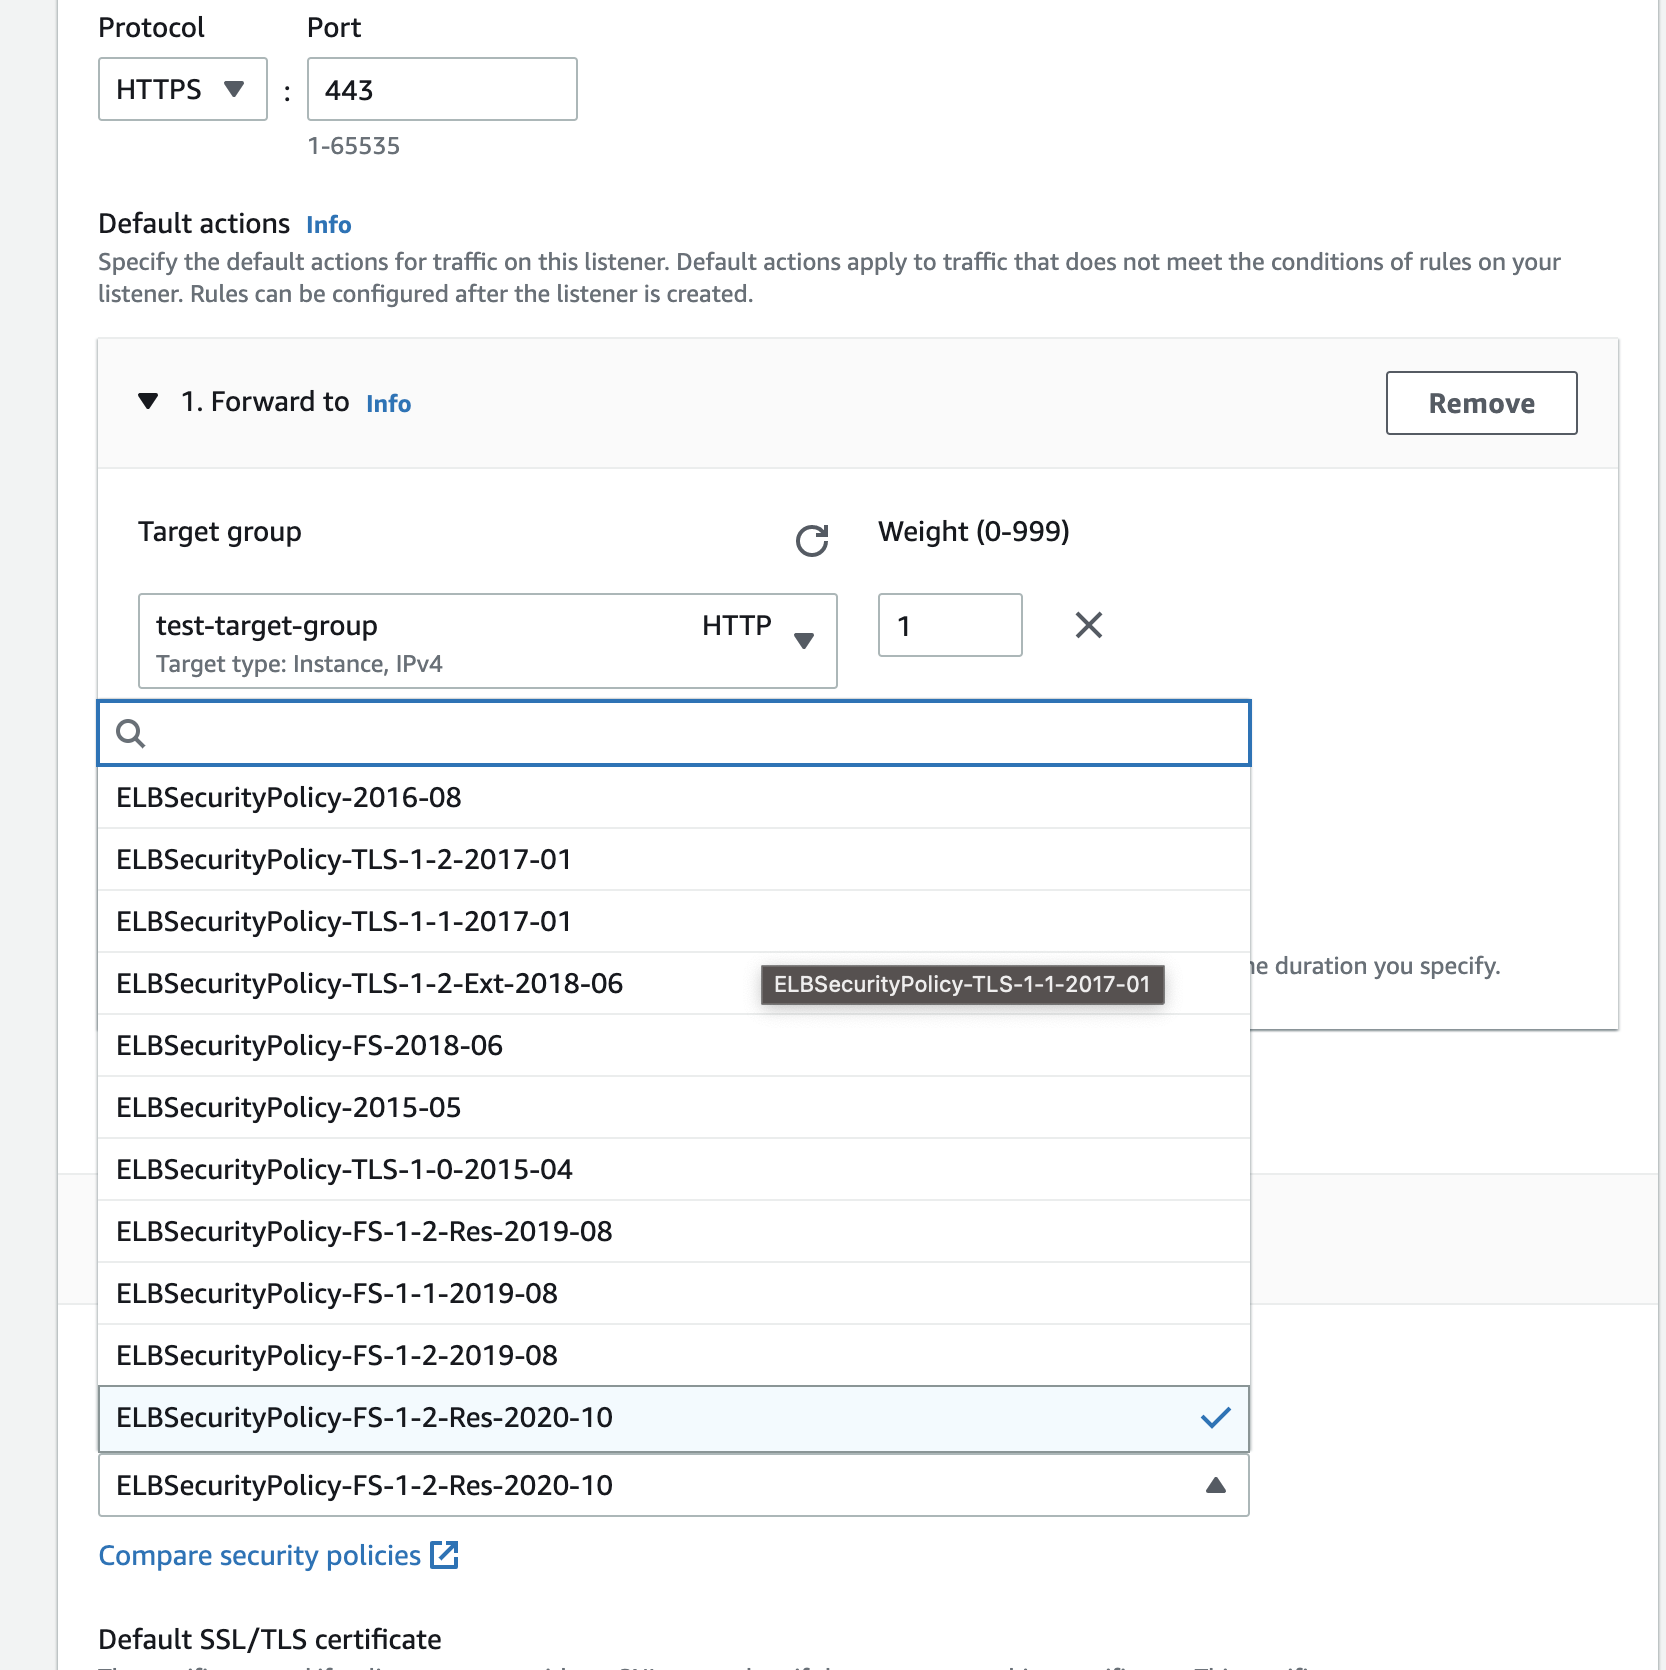 Protocol Port
HTTPS : 443
1-65535
Default actions Info
Specify the default actions for traffic on this listener. Default actions apply to traffic that does not meet the conditions of rules on your
listener. Rules can be configured after the listener is created.
1. Forward to Info Remove
Target group Weight (0-999)
test-target-group HTTP 1
Target type: Instance, IPv4
ELBSecurityPolicy-2016-08
ELBSecurityPolicy-TLS-1-2-2017-01
ELBSecurityPolicy-TLS-1-1-2017-01
duration you specify.
ELBSecurityPolicy-TLS-1-2-Ext-2018-06 ELBSecurityPolicy-TLS-1-1-2017-01
ELBSecurityPolicy-FS-2018-06
ELBSecurityPolicy-2015-05
ELBSecurityPolicy-TLS-1-0-2015-04
ELBSecurityPolicy-FS-1-2-Res-2019-08
ELBSecurityPolicy-FS-1-1-2019-08
ELBSecurityPolicy-FS-1-2-2019-08
ELBSecurityPolicy-FS-1-2-Res-2020-10
ELBSecurityPolicy-FS-1-2-Res-2020-10
Compare security policies
Default SSL/TLS certificate